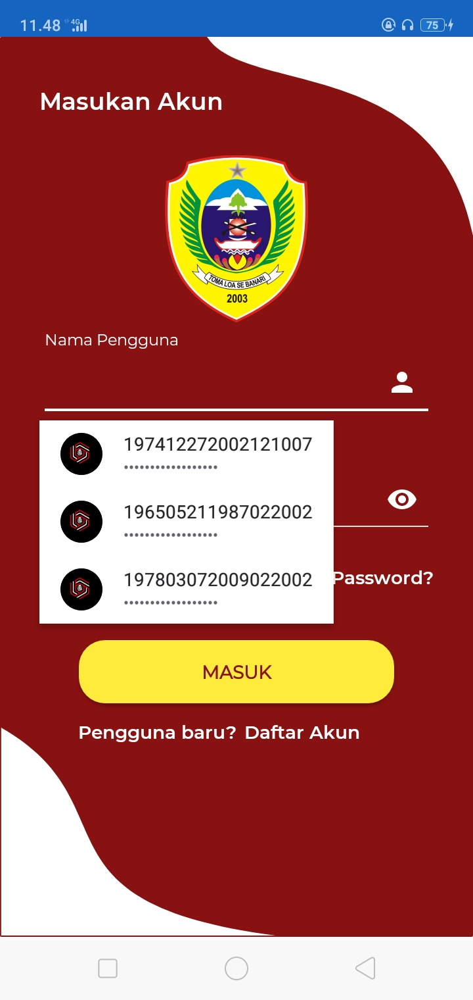 11.48 4G 75
Masukan Akun
TOMA LOA SE BANARI
2003
Nama Pengguna
197412272002121007
••••••••••••••••••
196505211987022002
••••••••••••••••••
197803072009022002
••••••••••••••••••
Password?
MASUK
Pengguna baru? Daftar Akun